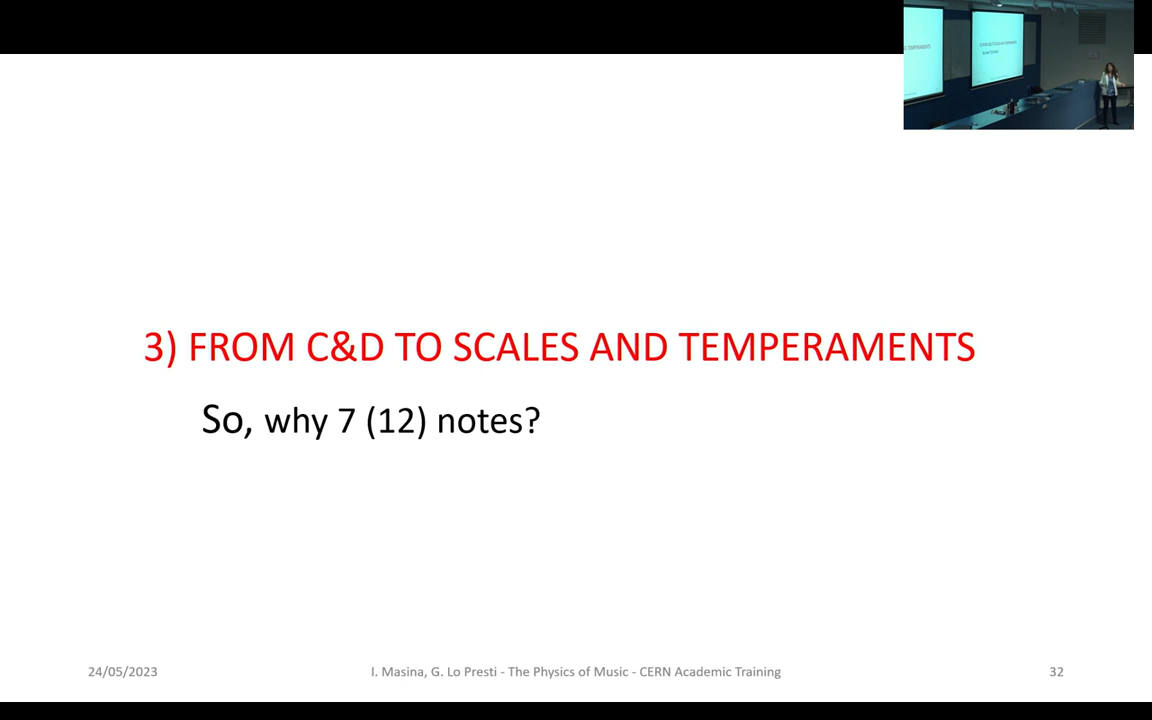 3) FROM C&D TO SCALES AND TEMPERAMENTS
So, why 7 (12) notes?
24/05/2023
I. Masina, G. Lo Presti - The Physics of Music - CERN Academic Training
32